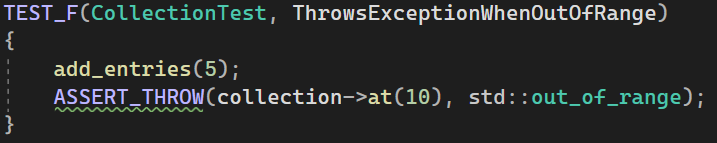 TEST_F(CollectionTest, ThrowsExceptionWhenOutOfRange)
{
    add_entries(5);
    ASSERT_THROW(collection->at(10), std::out_of_range);
}